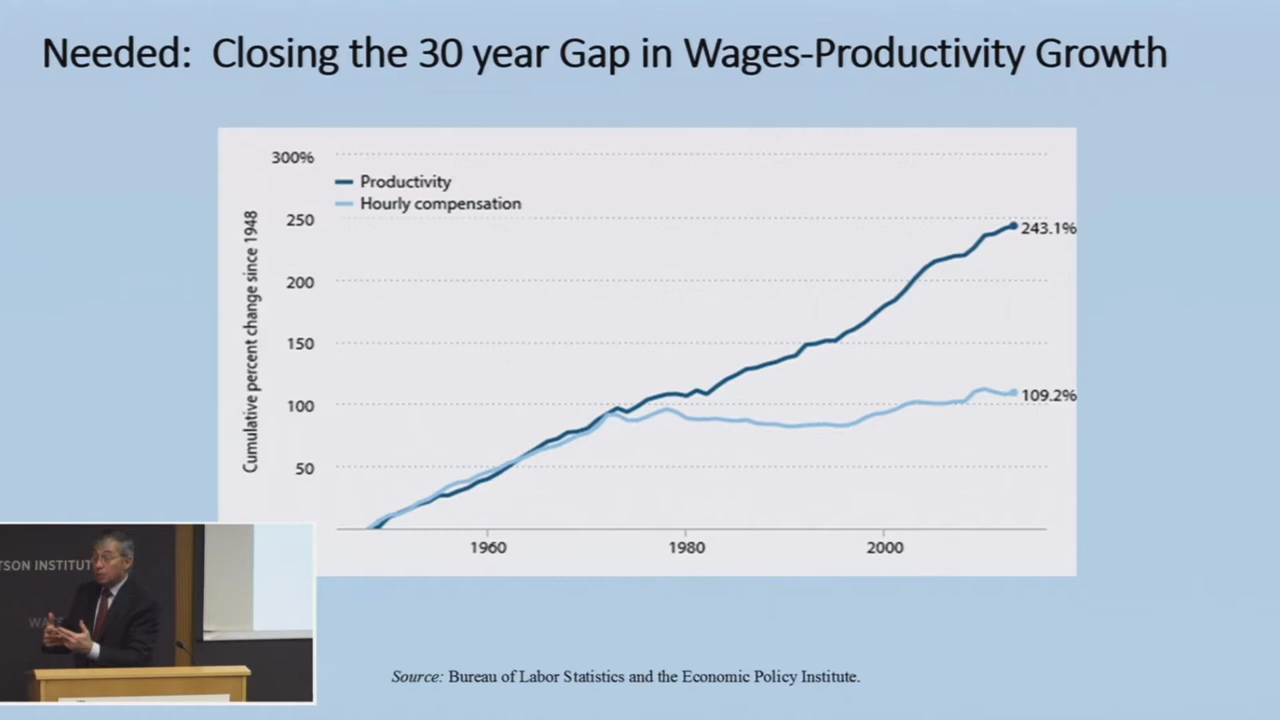 Needed: Closing the 30 year Gap in Wages-Productivity Growth
300%
Productivity
Hourly compensation
250
200
150
100
50
Cumulative percent change since 1948
243.1%
109.2%
1960
1980
2000
TSON INSTITUT
Source: Bureau of Labor Statistics and the Economic Policy Institute.